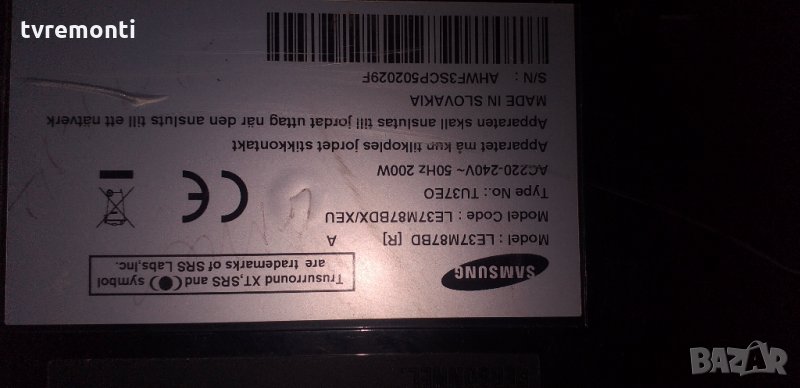 tvremonti
SAMSUNG
Trusurround XT,SRS and symbol
are trademarks of SRS Labs,Inc.
Model : LE37M87BD [R] A
Model Code : LE37M87BDX/XEU
Type No.: TU37EO
AC220-240V~ 50Hz 200W
Apparatet må kun tilkoples jordet stikkontakt
Apparaten skall anslutas till jordat uttag när den ansluts till ett nätverk
MADE IN SLOVAKIA
S/N : AHWF3SCP502029F
PERSONNEL.
BAZAR